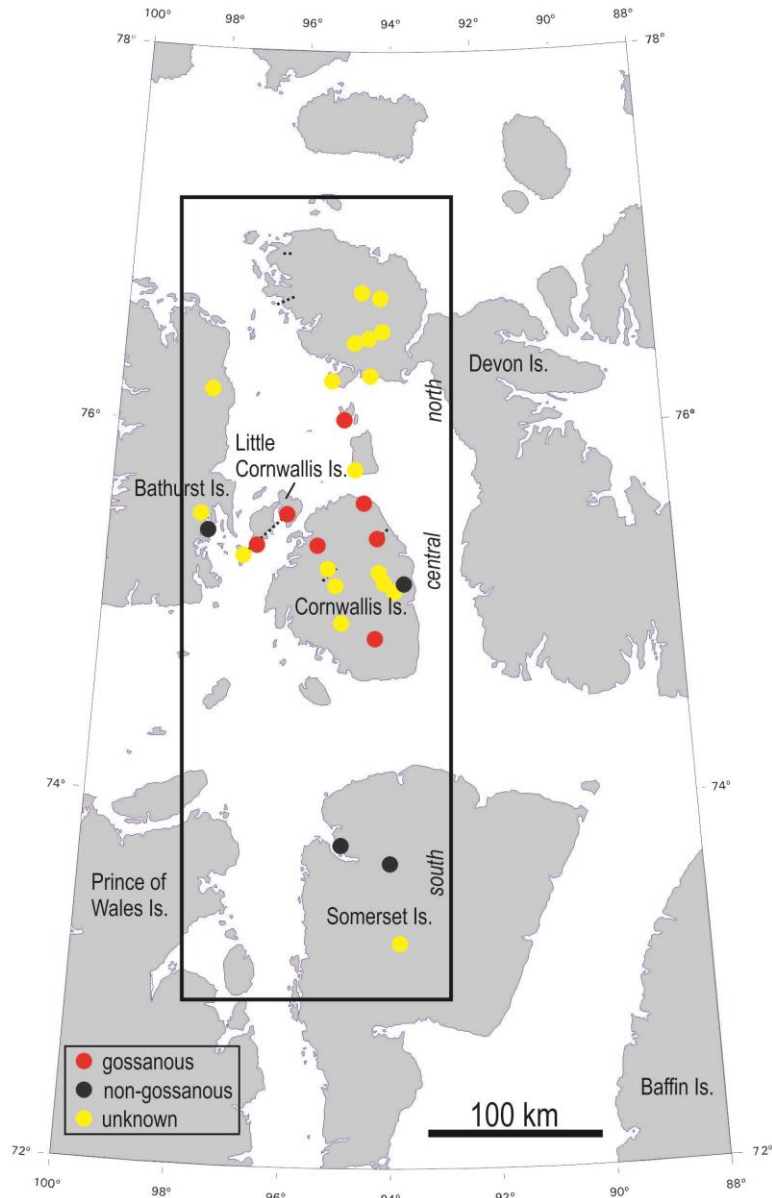 100° 98° 96° 94° 92° 90° 88°
78° 78°
Devon Is.
north
76° 76°
Little
Cornwallis Is.
Bathurst Is.
central
Cornwallis Is.
74° 74°
south
Prince of
Wales Is.
Somerset Is.
gossanous
non-gossanous
unknown
100 km
Baffin Is.
72° 72°
100° 98° 96° 94° 92° 90° 88°